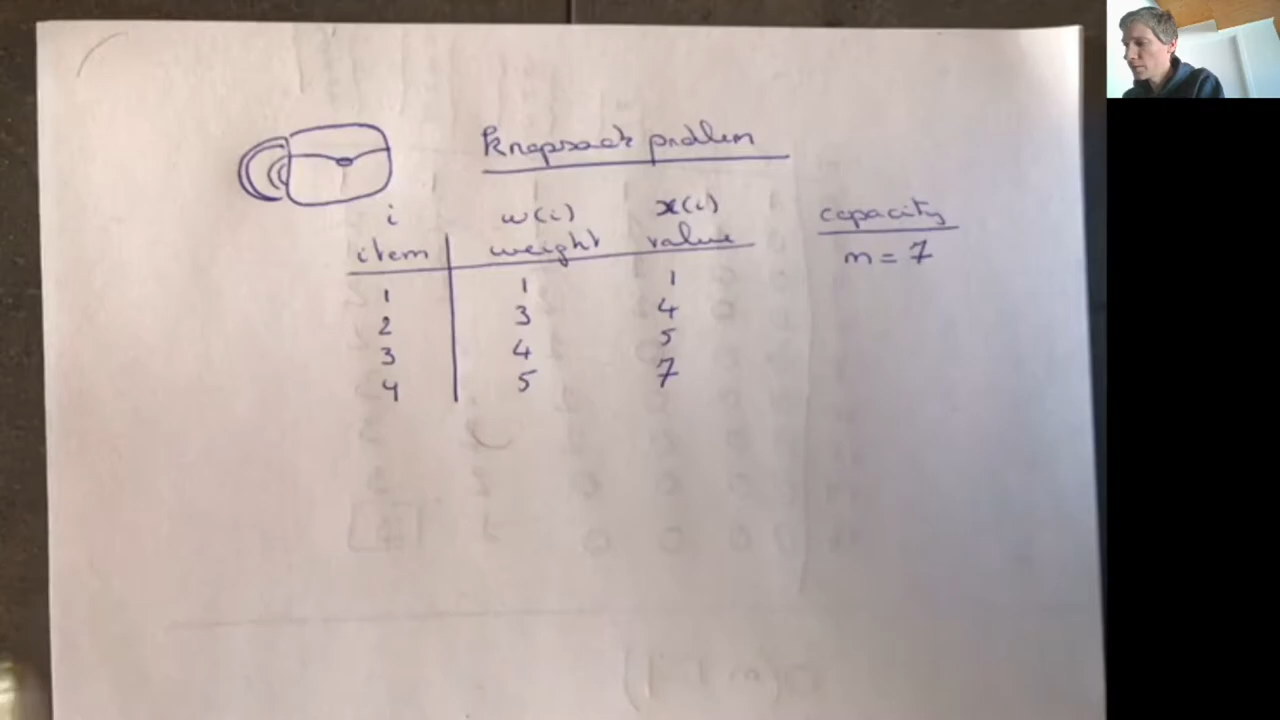 Knapsack problem
i w(i) x(i) capacity
item weight value m = 7
1 1 1
2 3 4
3 4 5
4 5 7